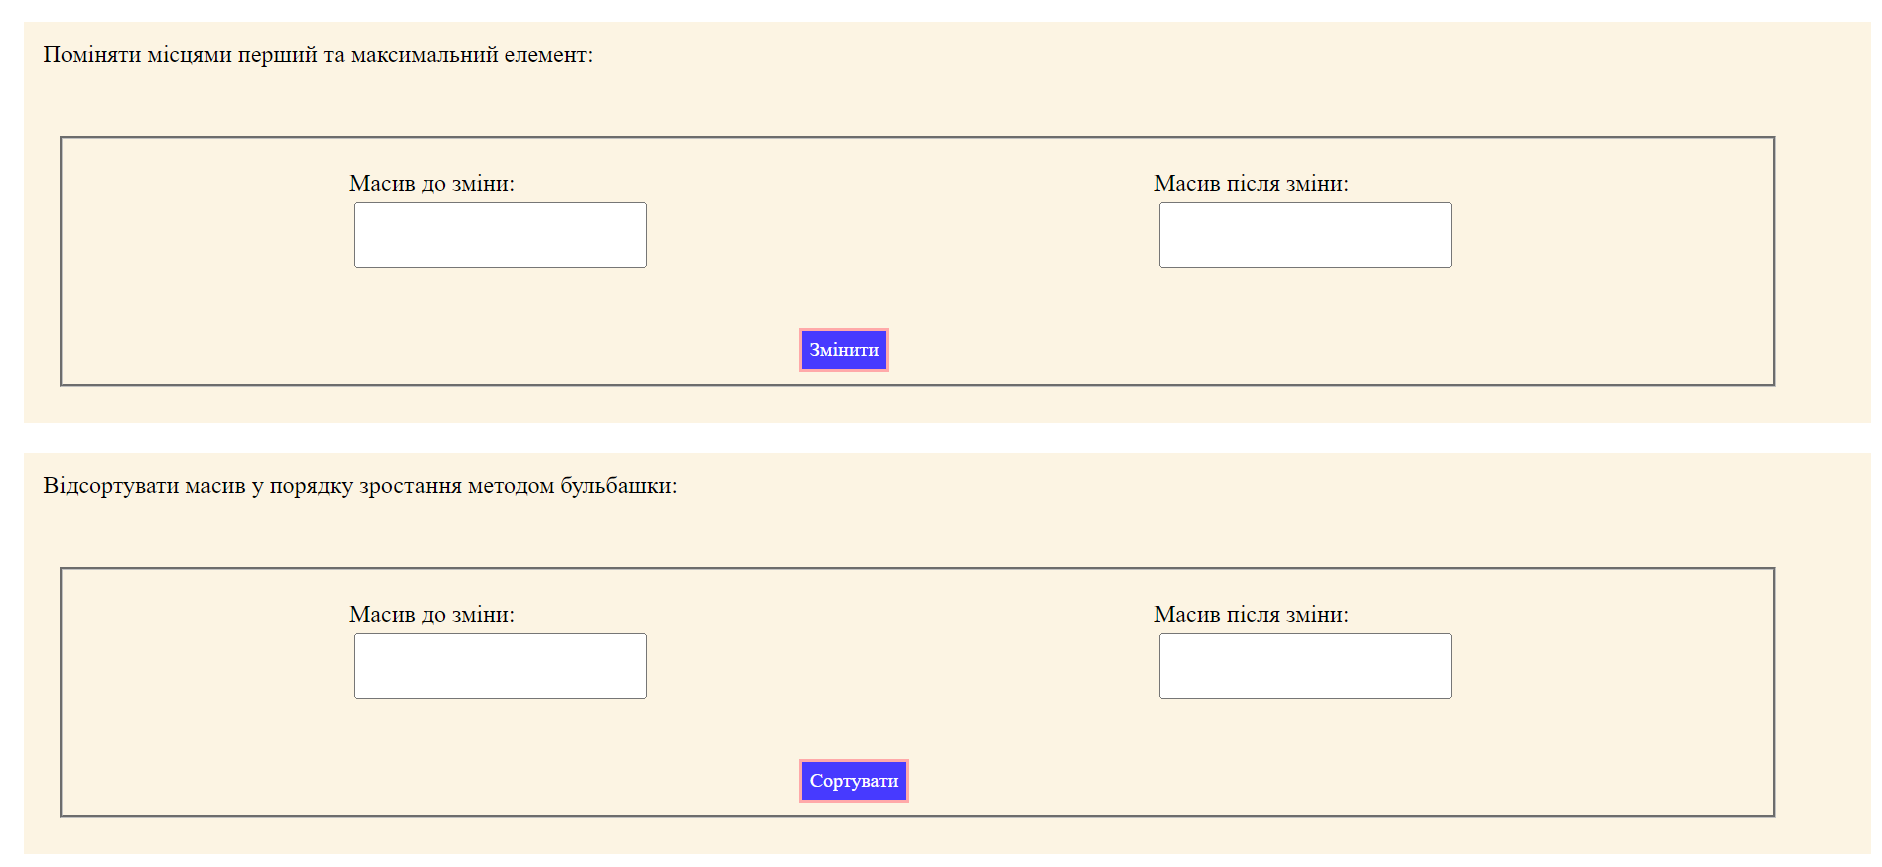 Поміняти місцями перший та максимальний елемент:
Масив до зміни:
Масив після зміни:
Змінити
Відсортувати масив у порядку зростання методом бульбашки:
Масив до зміни:
Масив після зміни:
Сортувати